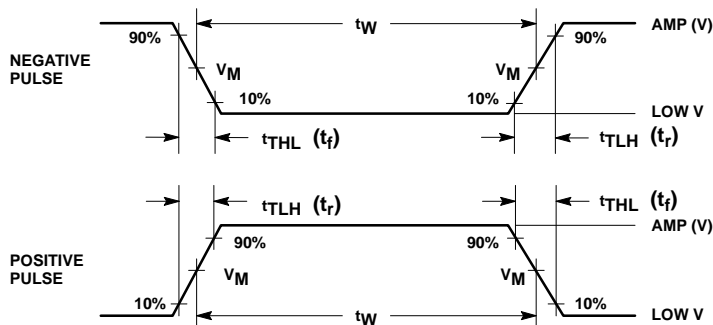 tW
AMP (V)
90% 90%
NEGATIVE
PULSE
VM VM
10% 10%
LOW V
tTHL (tf) tTLH (tr)
tTLH (tr) tTHL (tf)
AMP (V)
90% 90%
POSITIVE
PULSE
VM VM
10% 10%
tW
LOW V